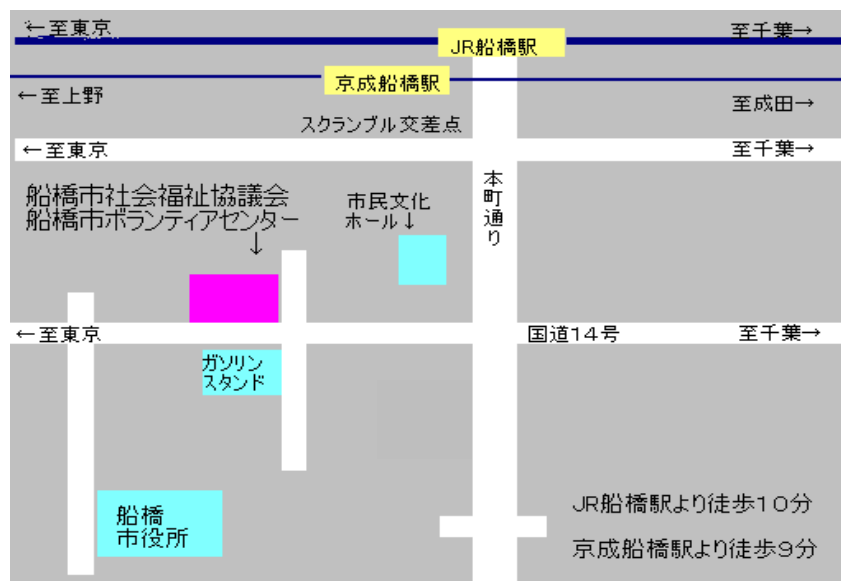 ←至東京
至千葉→
JR船橋駅
京成船橋駅
←至上野
至成田→
スクランブル交差点
←至東京
至千葉→
船橋市社会福祉協議会
船橋市ボランティアセンター
↓
市民文化
ホール↓
本町通り
←至東京
国道14号
至千葉→
ガソリン
スタンド
船橋
市役所
JR船橋駅より徒歩10分
京成船橋駅より徒歩9分